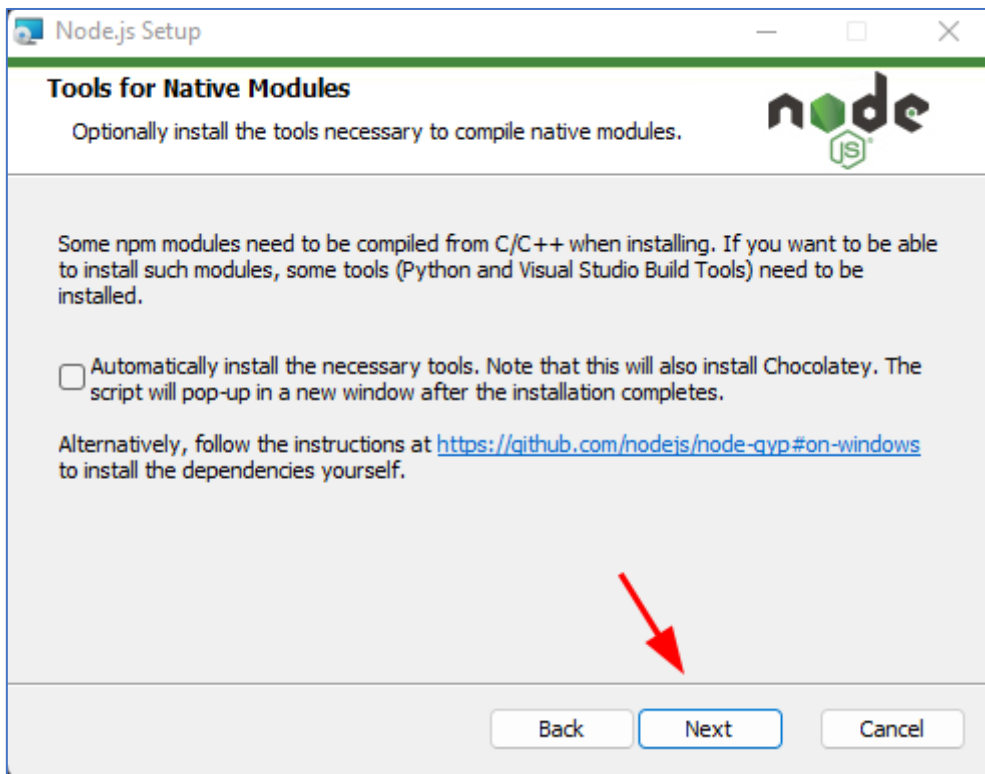 Node.js Setup
Tools for Native Modules
Optionally install the tools necessary to compile native modules.
node
JS
Some npm modules need to be compiled from C/C++ when installing. If you want to be able
to install such modules, some tools (Python and Visual Studio Build Tools) need to be
installed.
Automatically install the necessary tools. Note that this will also install Chocolatey. The
script will pop-up in a new window after the installation completes.
Alternatively, follow the instructions at https://github.com/nodejs/node-gyp#on-windows
to install the dependencies yourself.
Back
Next
Cancel